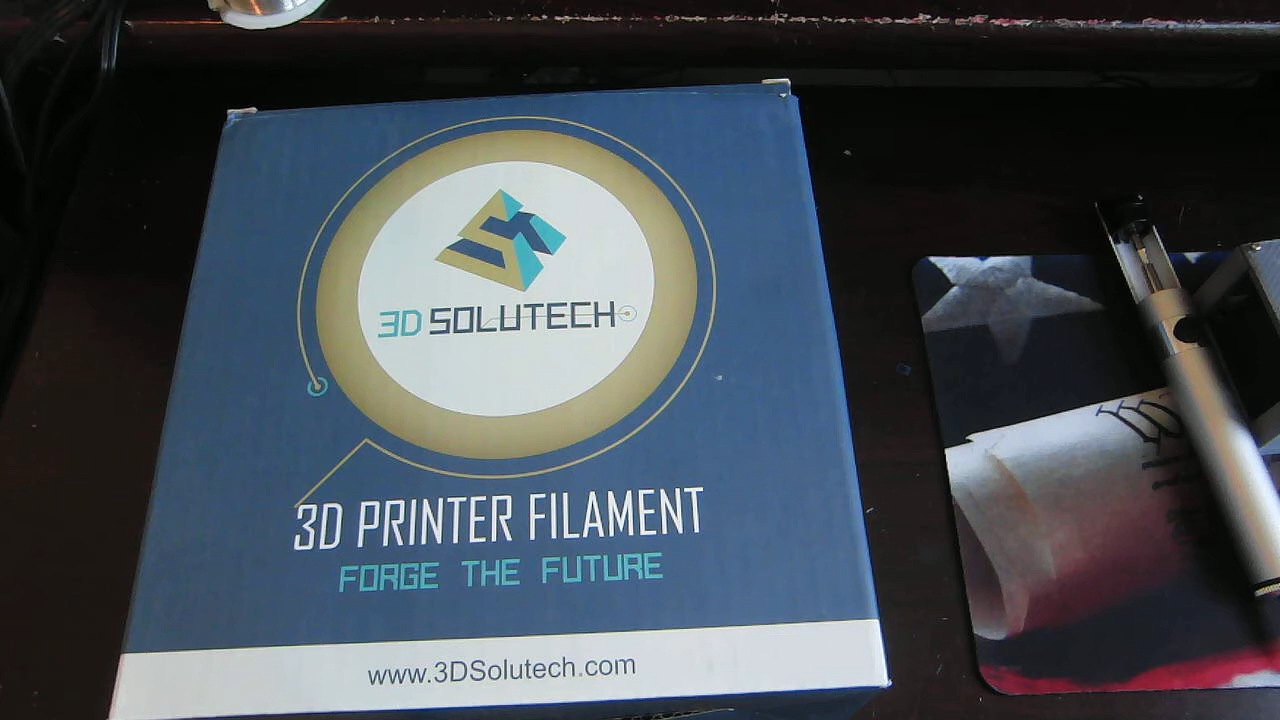 3D SOLUTECH
3D PRINTER FILAMENT
FORGE THE FUTURE
www.3DSolutech.com